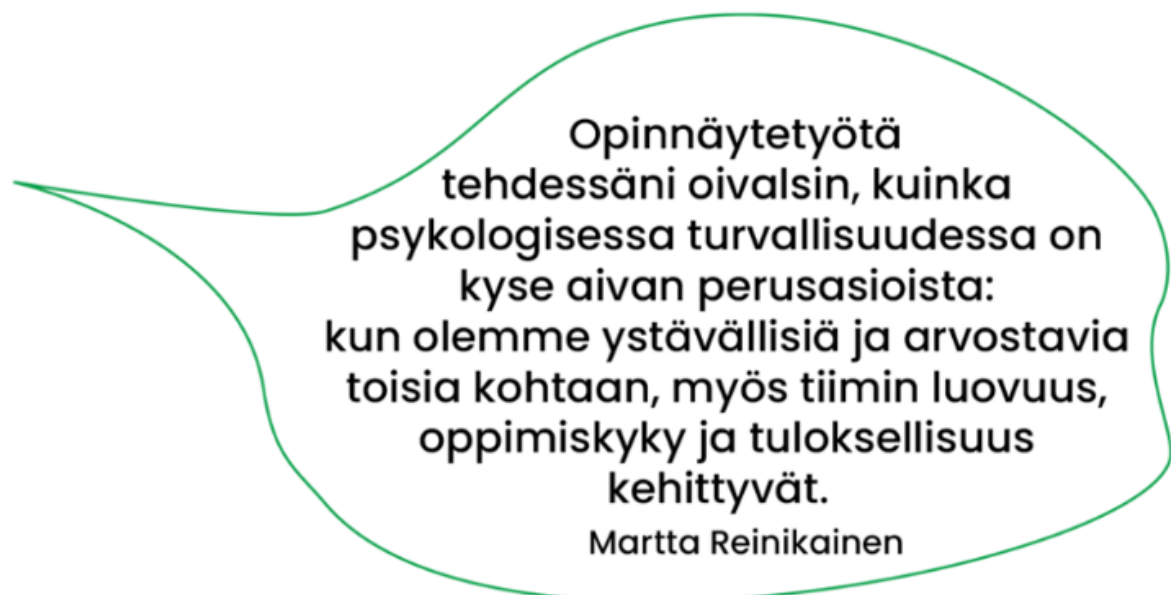 Opinnäytetyötä
tehdessäni oivalsin, kuinka
psykologisessa turvallisuudessa on
kyse aivan perusasioista:
kun olemme ystävällisiä ja arvostavia
toisia kohtaan, myös tiimin luovuus,
oppimiskyky ja tuloksellisuus
kehittyvät.
Martta Reinikainen